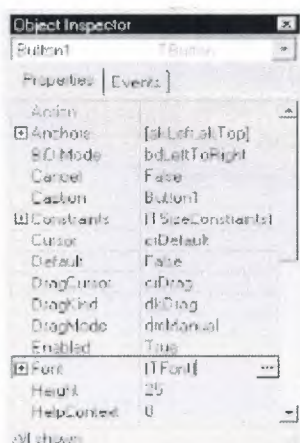 Object Inspector
Button1 TButton
Properties Events
Action
Anchors [akLeft,akTop]
BiDiMode bdLeftToRight
Cancel False
Caption Button1
Constraints (TSizeConstraints)
Cursor crDefault
Default False
DragCursor crDrag
DragKind dkDrag
DragMode dmManual
Enabled True
Font (TFont) ...
Height 25
HelpContext 0
All shown